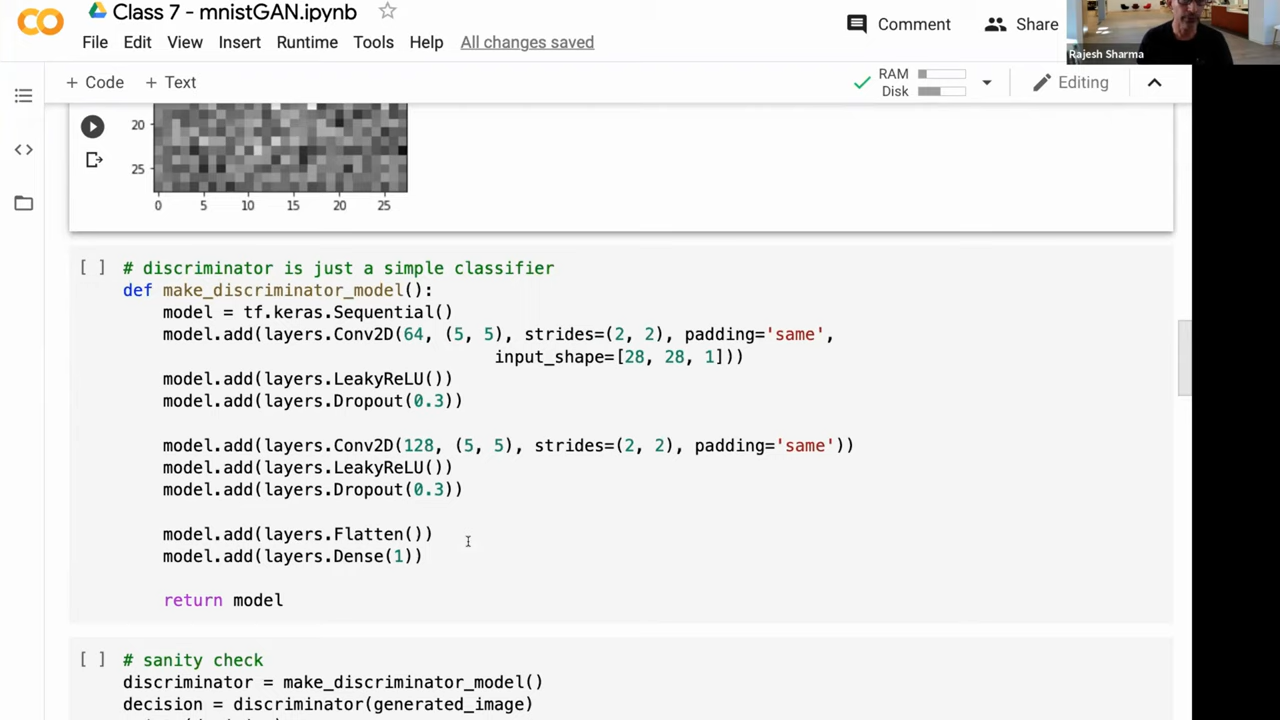 Class 7 - mnistGAN.ipynb
Comment
Share
File Edit View Insert Runtime Tools Help All changes saved
Rajesh Sharma
+ Code + Text
RAM
Disk
Editing
20
25
0 5 10 15 20 25
[ ] # discriminator is just a simple classifier
def make_discriminator_model():
model = tf.keras.Sequential()
model.add(layers.Conv2D(64, (5, 5), strides=(2, 2), padding='same',
input_shape=[28, 28, 1]))
model.add(layers.LeakyReLU())
model.add(layers.Dropout(0.3))
model.add(layers.Conv2D(128, (5, 5), strides=(2, 2), padding='same'))
model.add(layers.LeakyReLU())
model.add(layers.Dropout(0.3))
model.add(layers.Flatten())
model.add(layers.Dense(1))
return model
[ ] # sanity check
discriminator = make_discriminator_model()
decision = discriminator(generated_image)